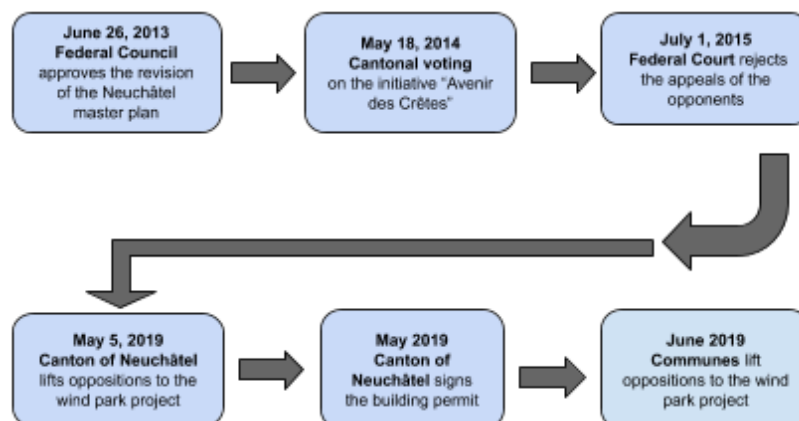 June 26, 2013
Federal Council
approves the revision
of the Neuchâtel
master plan
May 18, 2014
Cantonal voting
on the initiative “Avenir
des Crêtes”
July 1, 2015
Federal Court rejects
the appeals of the
opponents
May 5, 2019
Canton of Neuchâtel
lifts oppositions to the
wind park project
May 2019
Canton of
Neuchâtel signs
the building permit
June 2019
Communes lift
oppositions to the wind
park project